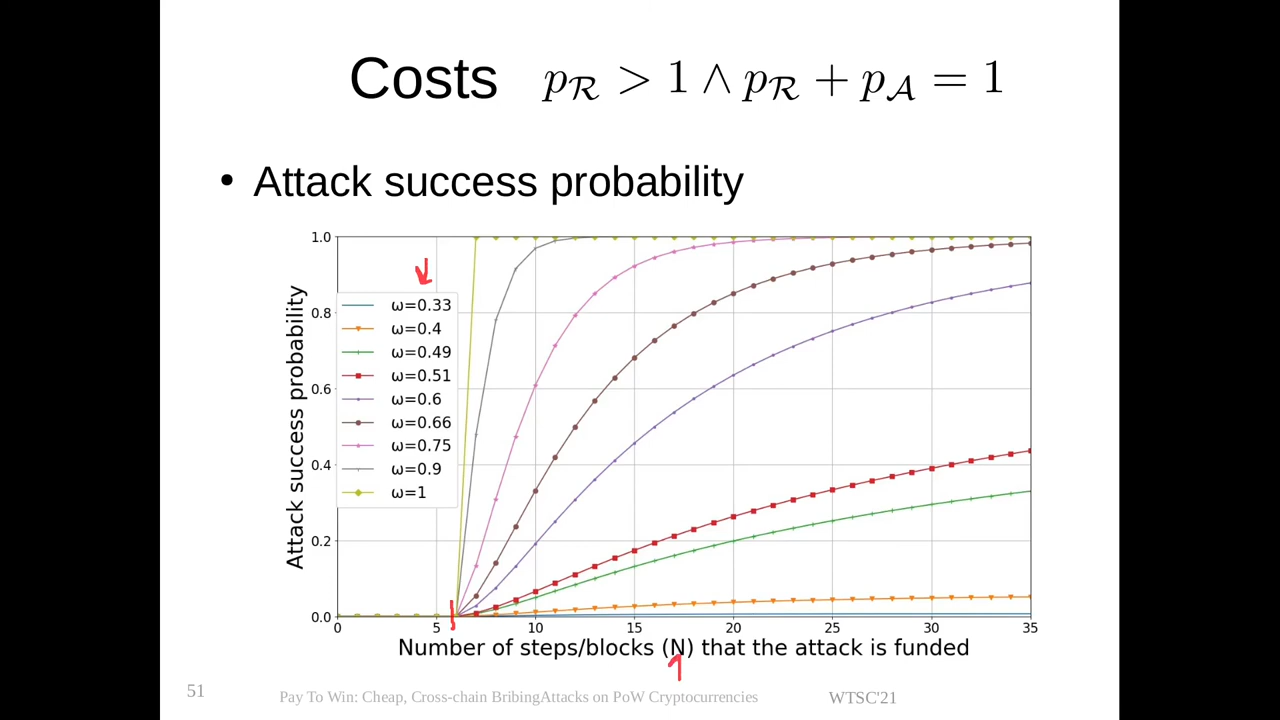 Costs p_R > 1 ∧ p_R + p_A = 1
• Attack success probability
Attack success probability
1.0
0.8
0.6
0.4
0.2
0.0
ω=0.33
ω=0.4
ω=0.49
ω=0.51
ω=0.6
ω=0.66
ω=0.75
ω=0.9
ω=1
0 5 10 15 20 25 30 35
Number of steps/blocks (N) that the attack is funded
51 Pay To Win: Cheap, Cross-chain BribingAttacks on PoW Cryptocurrencies WTSC'21